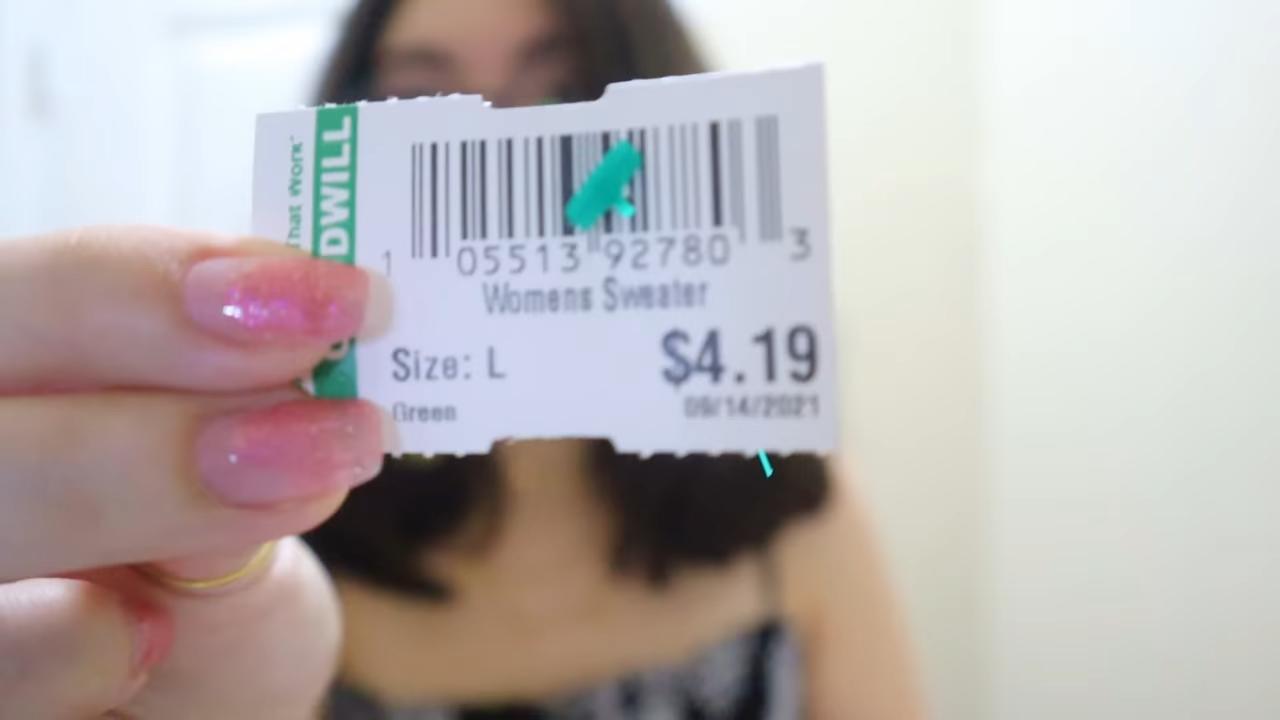 That Work
DWILL
1 05513 92780 3
Womens Sweater
Size: L
$4.19
Green
09/14/2021